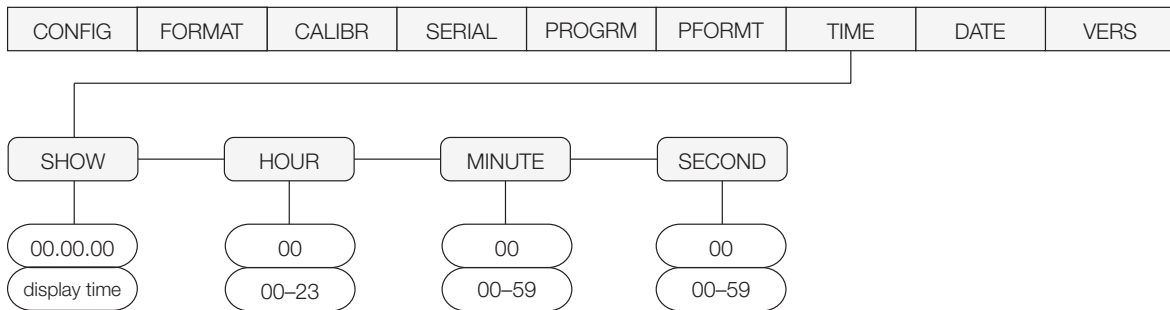 CONFIG FORMAT CALIBR SERIAL PROGRM PFORMT TIME DATE VERS
SHOW HOUR MINUTE SECOND
00.00.00 00 00 00
display time 00–23 00–59 00–59